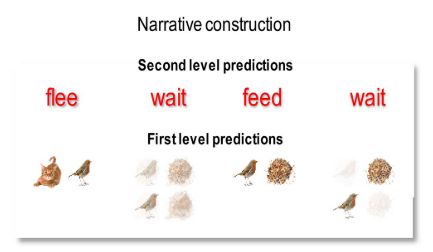 Narrative construction
Second level predictions
flee wait feed wait
First level predictions